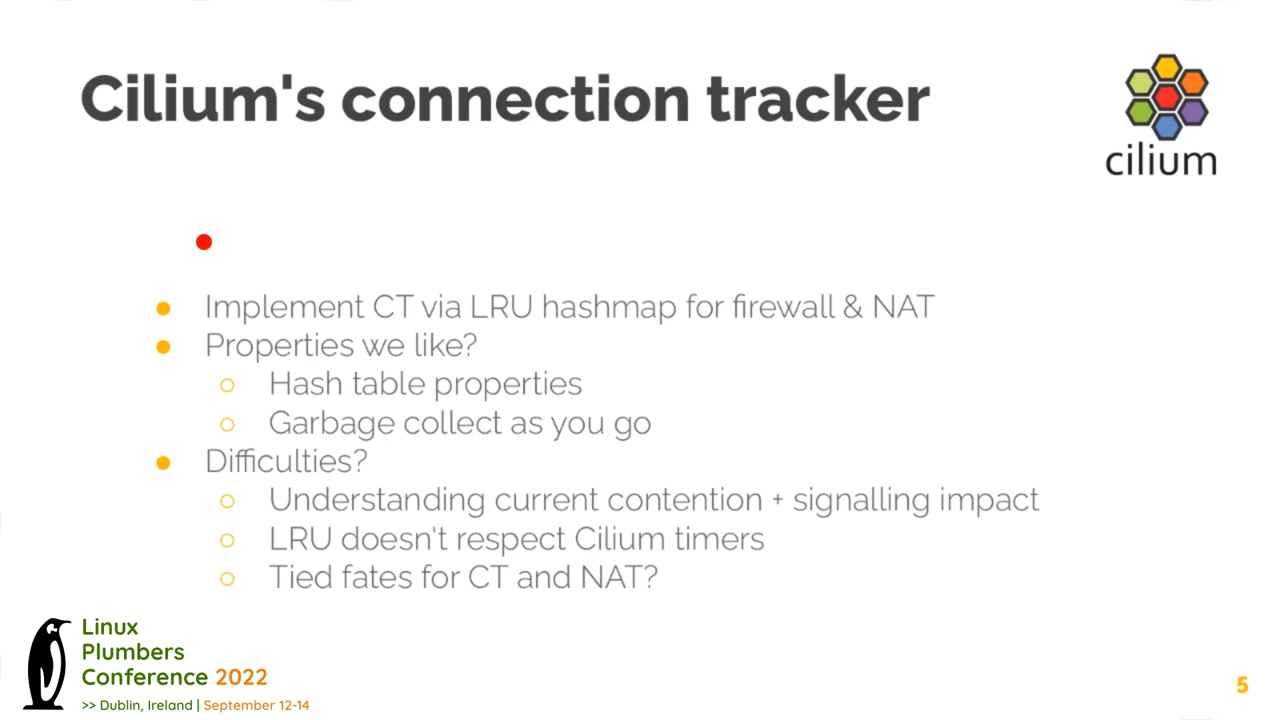 Cilium's connection tracker
cilium
Implement CT via LRU hashmap for firewall & NAT
Properties we like?
Hash table properties
Garbage collect as you go
Difficulties?
Understanding current contention + signalling impact
LRU doesn't respect Cilium timers
Tied fates for CT and NAT?
Linux
Plumbers
Conference 2022
>> Dublin, Ireland | September 12-14
5